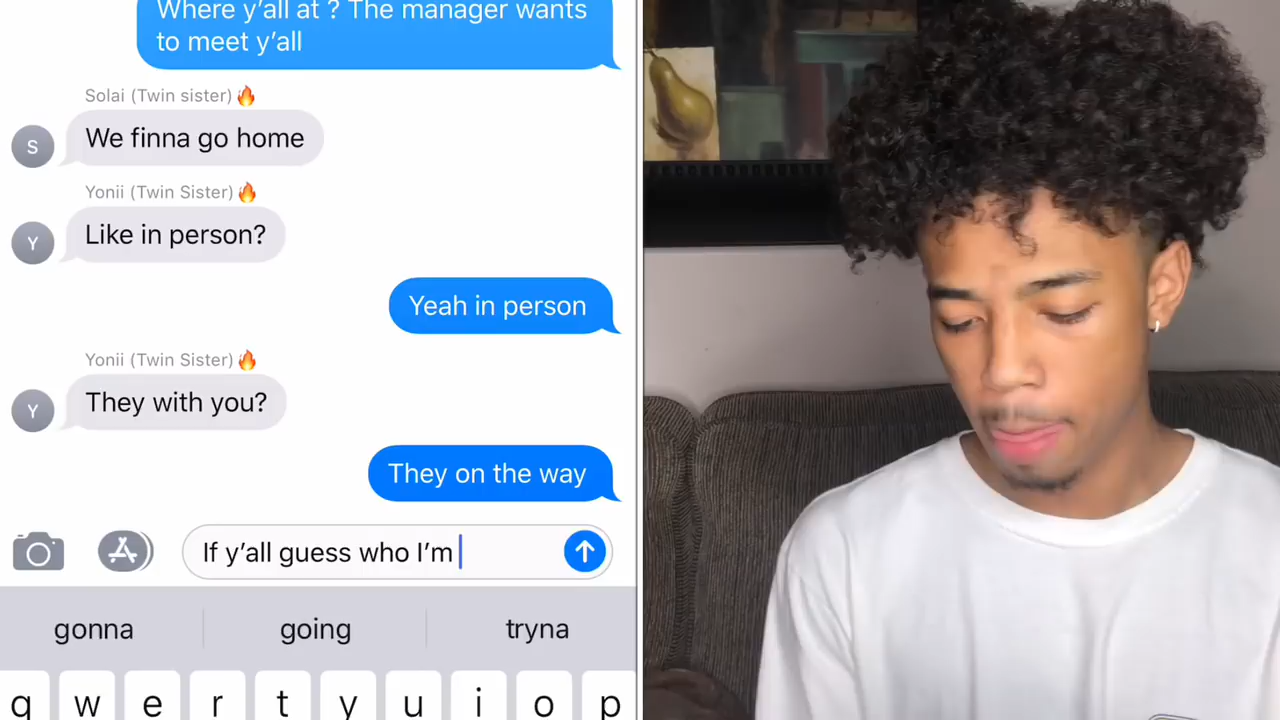 Where y’all at ? The manager wants
to meet y’all
Solai (Twin sister)🔥
S
We finna go home
Yonii (Twin Sister)🔥
Y
Like in person?
Yeah in person
Yonii (Twin Sister)🔥
Y
They with you?
They on the way
If y’all guess who I’m
gonna going tryna
q w e r t y u i o p